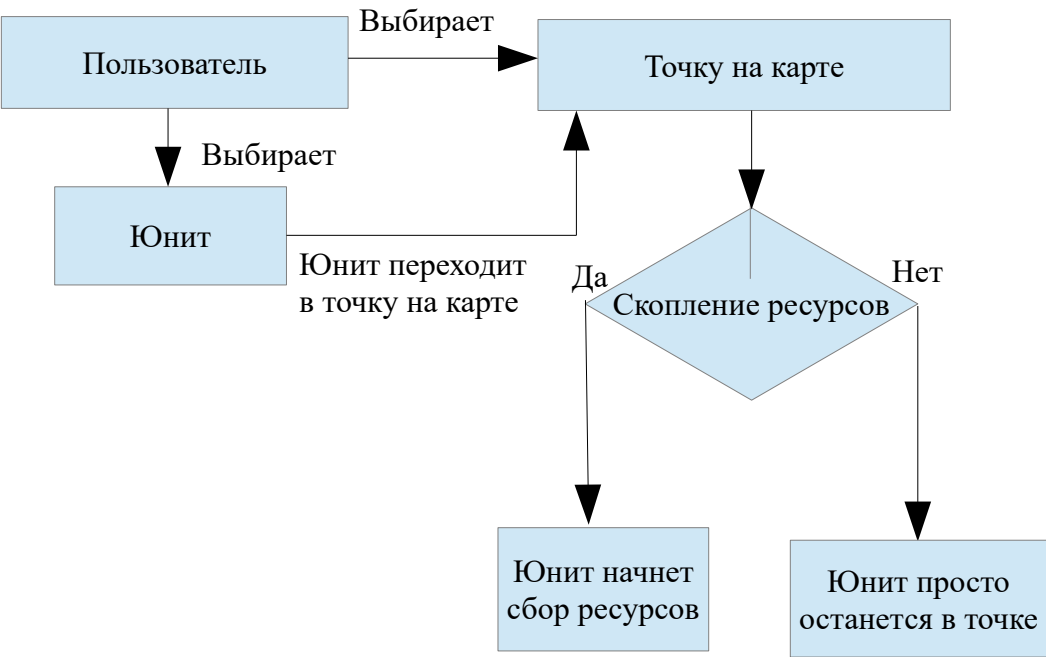 Выбирает
Пользователь
Точку на карте
Выбирает
Юнит
Юнит переходит
в точку на карте
Да
Нет
Скопление ресурсов
Юнит начнет
сбор ресурсов
Юнит просто
останется в точке